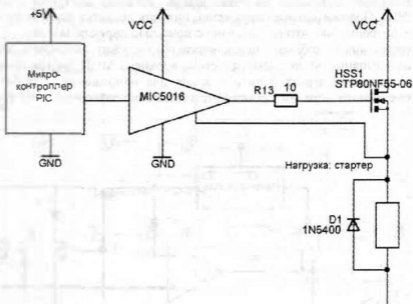 +5V
VCC
VCC
HSS1
STP80NF55-06
Микро-
контроллер
PIC
MIC5016
R13
10
GND
GND
Нагрузка: стартер
D1
1N5400